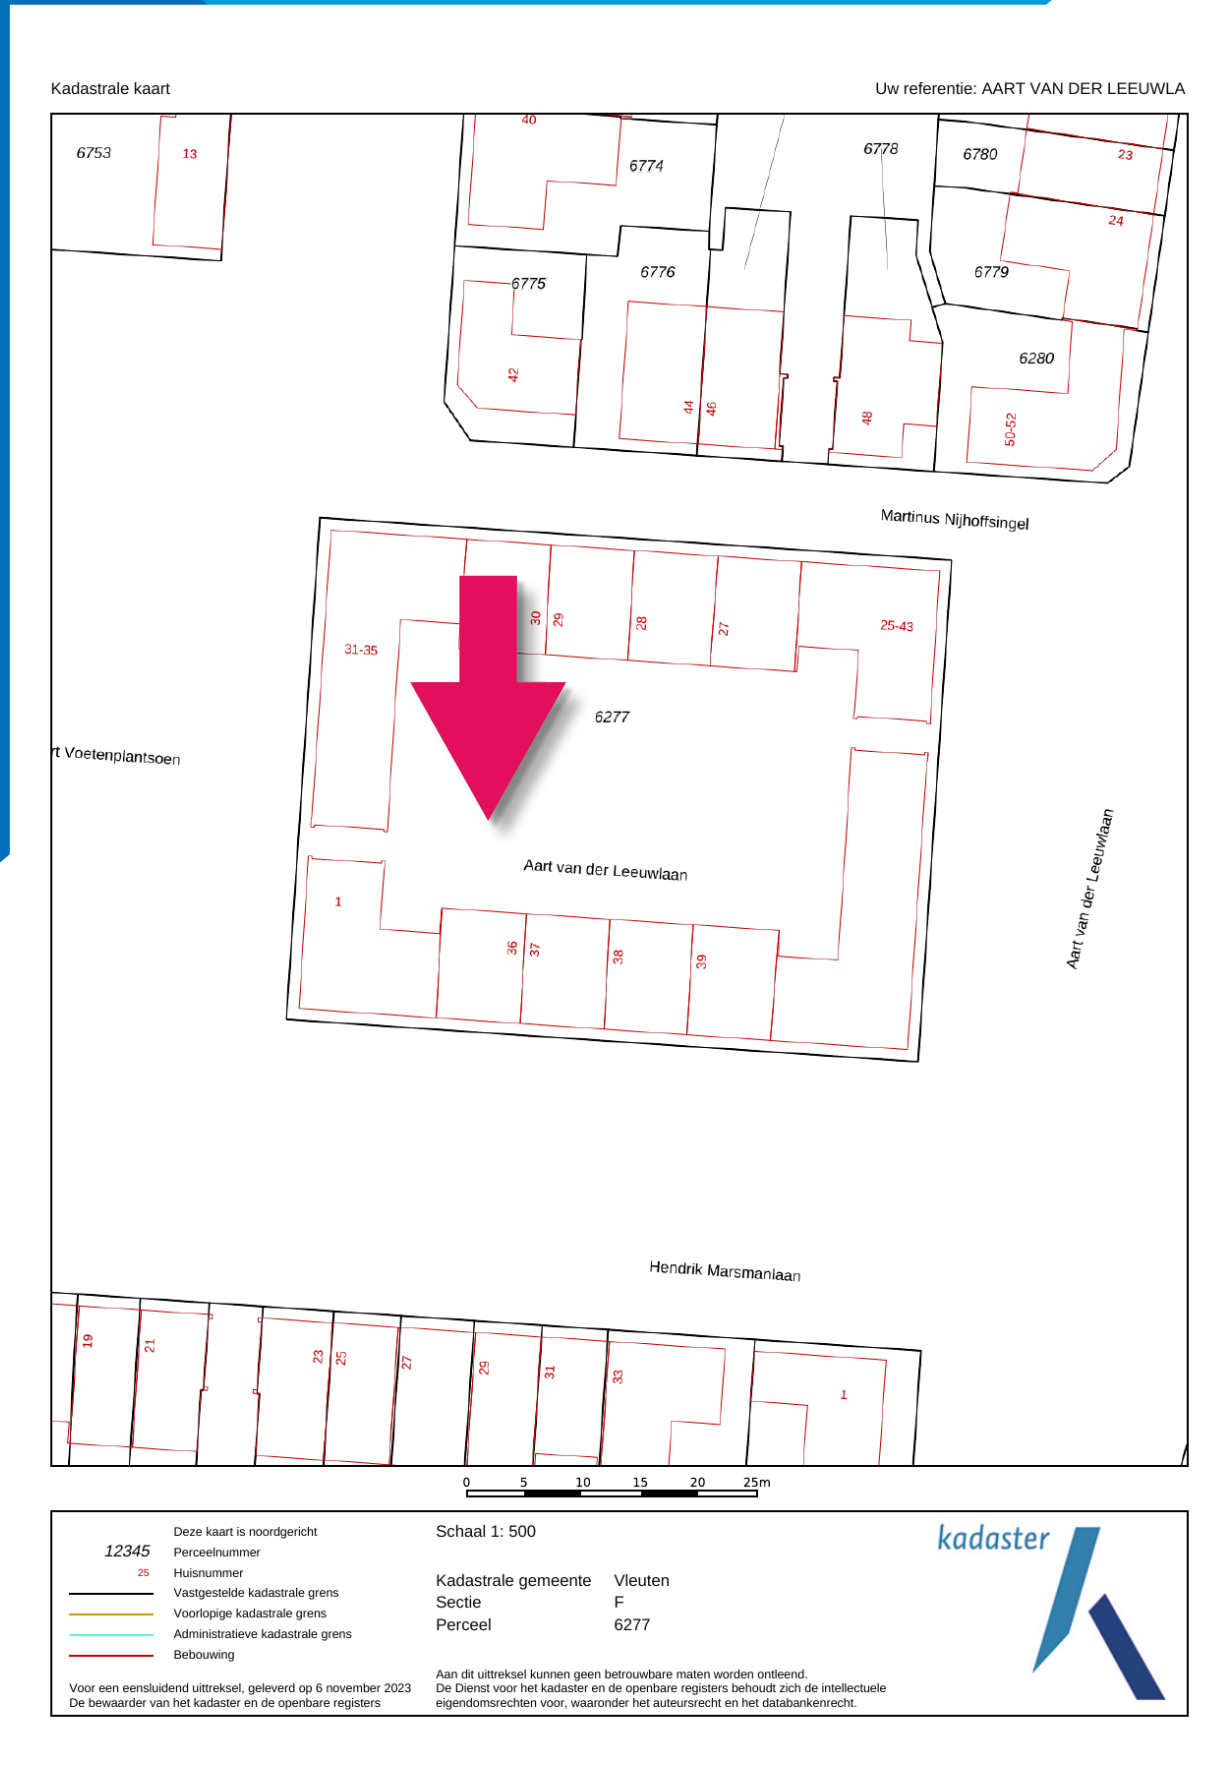 Kadastrale kaart
Uw referentie: AART VAN DER LEEUWLA
6753
13
40
6774
6778
6780
23
24
6775
6776
6779
42
44
46
48
6280
50-52
Martinus Nijhoffsingel
31-35
30
29
28
27
25-43
6277
rt Voetenplantsoen
Aart van der Leeuwlaan
Aart van der Leeuwlaan
1
36
37
38
39
Hendrik Marsmanlaan
19
21
23
25
27
29
31
33
1
0 5 10 15 20 25m
Deze kaart is noordgericht
12345 Perceelnummer
25 Huisnummer
Vastgestelde kadastrale grens
Voorlopige kadastrale grens
Administratieve kadastrale grens
Bebouwing
Voor een eensluidend uittreksel, geleverd op 6 november 2023
De bewaarder van het kadaster en de openbare registers
Schaal 1: 500
Kadastrale gemeente Vleuten
Sectie F
Perceel 6277
Aan dit uittreksel kunnen geen betrouwbare maten worden ontleend.
De Dienst voor het kadaster en de openbare registers behoudt zich de intellectuele
eigendomsrechten voor, waaronder het auteursrecht en het databankenrecht.
kadaster